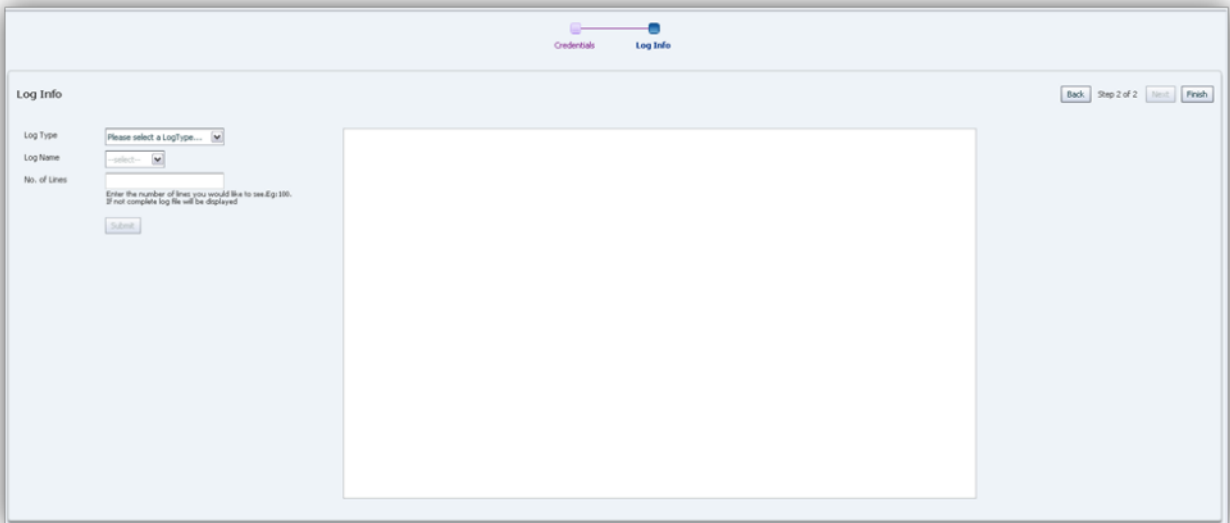 Credentials
Log Info
Log Info
Back Step 2 of 2 Next Finish
Log Type Please select a LogType...
Log Name --select--
No. of Lines
Enter the number of lines you would like to see.Eg:100.
If not complete log file will be displayed
Submit